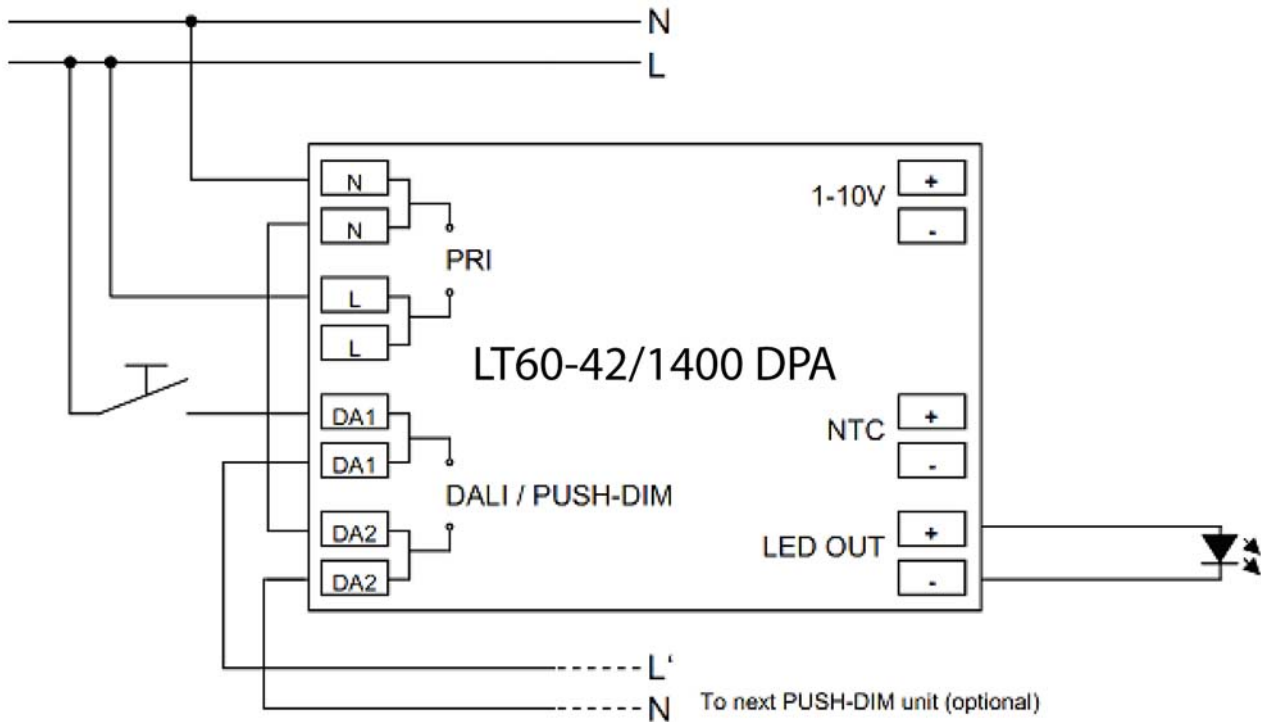 N
L
N
1-10V
+
N
-
PRI
L
L
LT60-42/1400 DPA
DA1
+
NTC
DA1
-
DALI / PUSH-DIM
DA2
LED OUT
+
DA2
-
L'
N To next PUSH-DIM unit (optional)